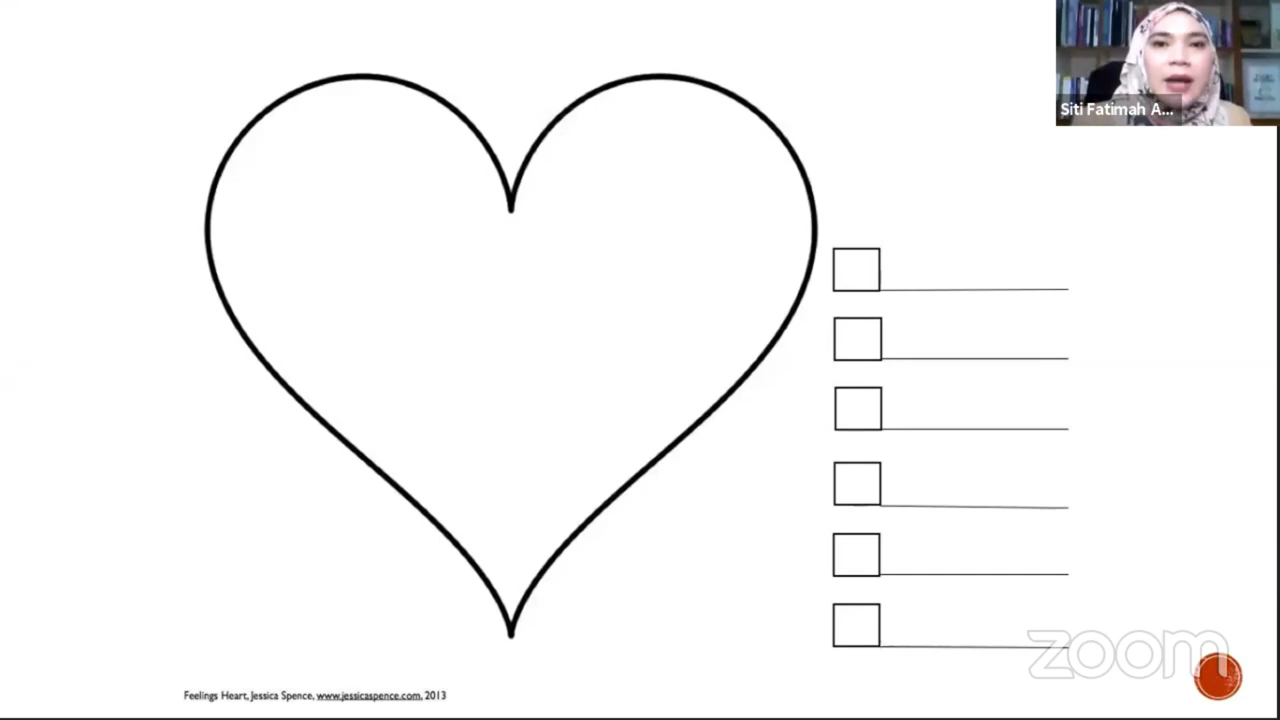 Siti Fatimah A...
zoom
Feelings Heart, Jessica Spence, www.jessicaspence.com, 2013